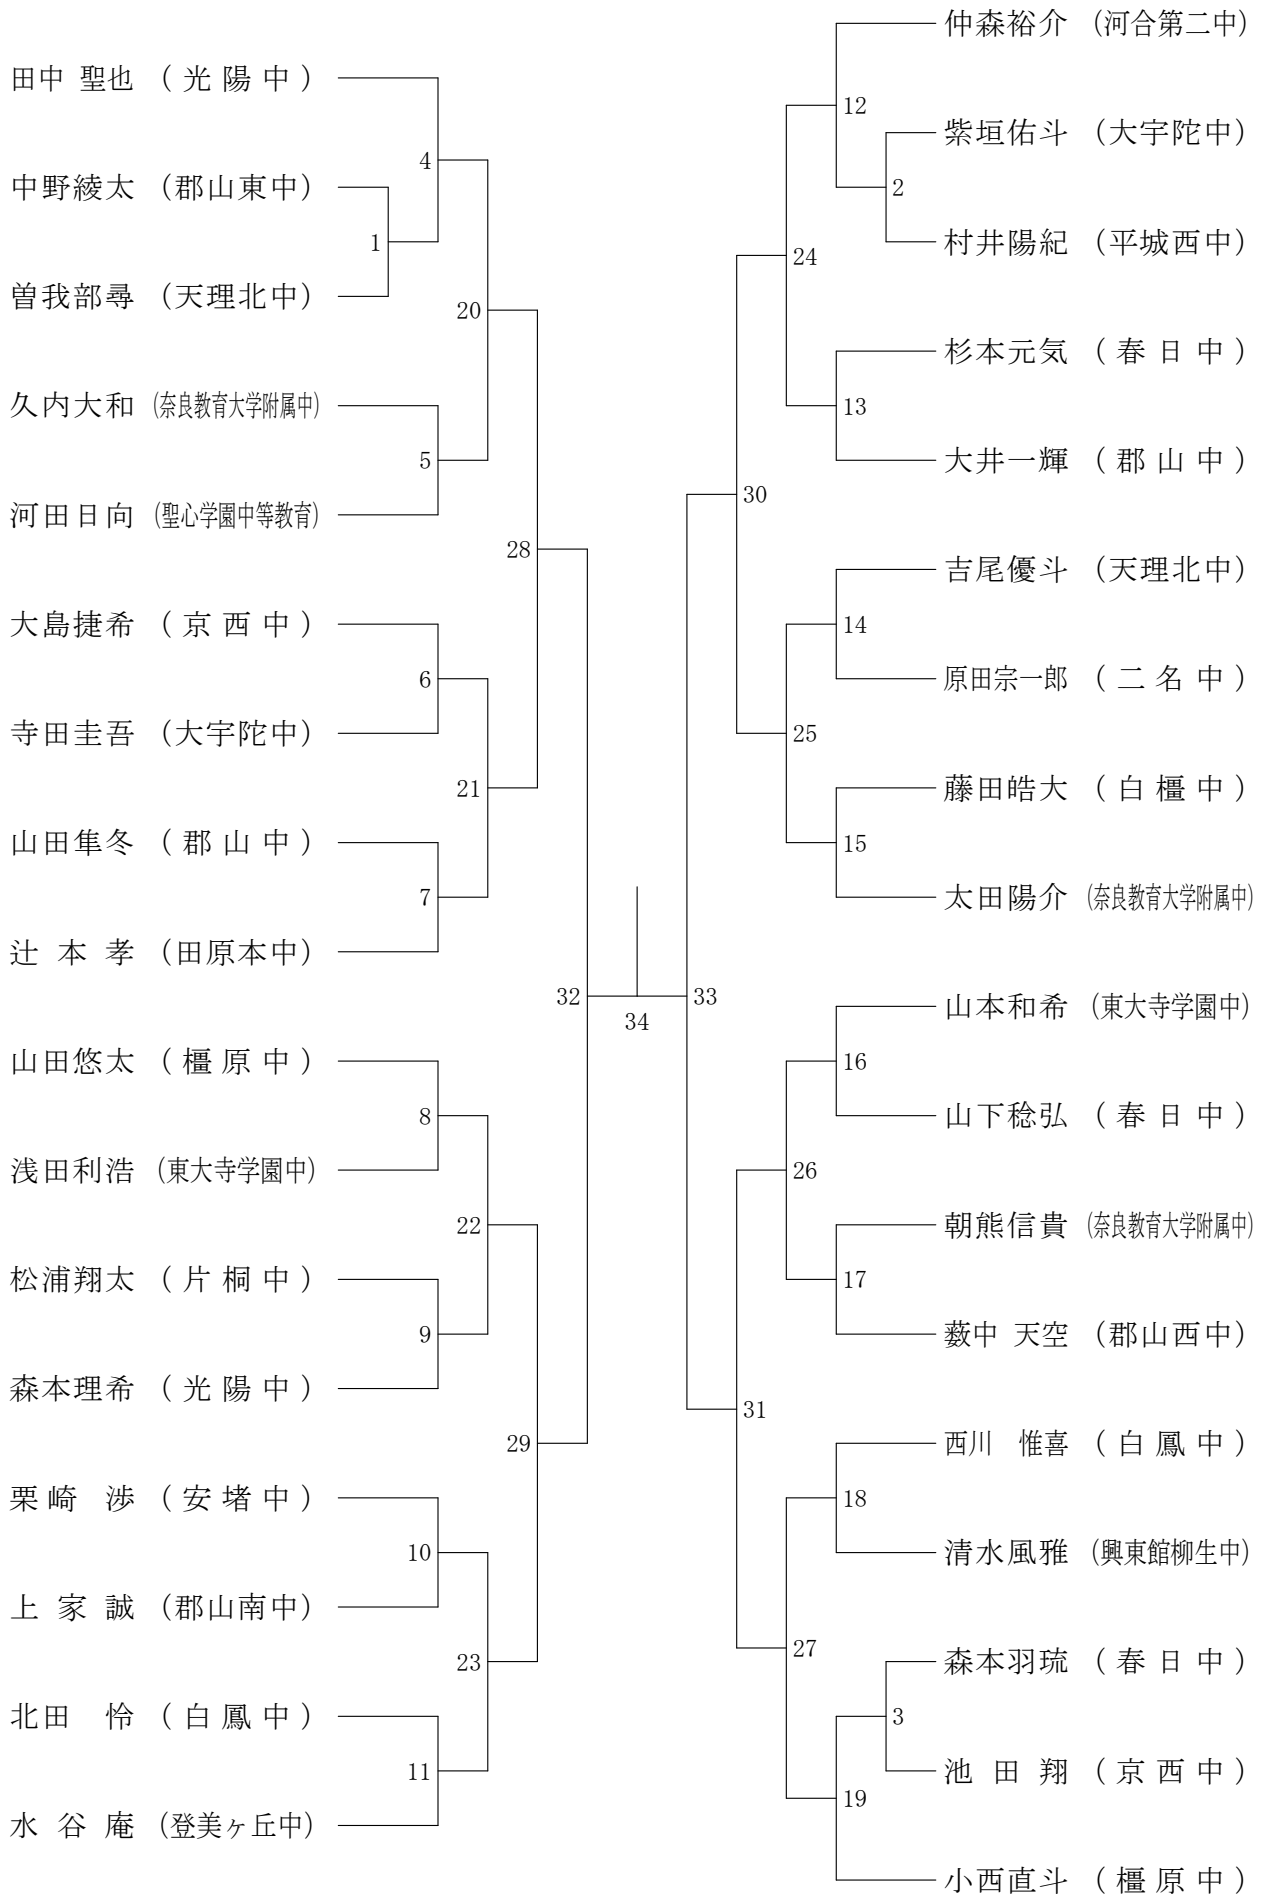 田中 聖也 (光陽中)
4
中野綾太 (郡山東中)
1
曽我部尋 (天理北中)
20
久内大和 (奈良教育大学附属中)
5
河田日向 (聖心学園中等教育)
28
大島捷希 (京西中)
6
寺田圭吾 (大宇陀中)
21
山田隼冬 (郡山中)
7
辻本孝 (田原本中)
32
34
山田悠太 (橿原中)
8
浅田利浩 (東大寺学園中)
22
松浦翔太 (片桐中)
9
森本理希 (光陽中)
29
栗崎 渉 (安堵中)
10
上家誠 (郡山南中)
23
北田 怜 (白鳳中)
11
水谷庵 (登美ヶ丘中)
仲森裕介 (河合第二中)
12
紫垣佑斗 (大宇陀中)
2
村井陽紀 (平城西中)
24
杉本元気 (春日中)
13
大井一輝 (郡山中)
30
吉尾優斗 (天理北中)
14
原田宗一郎 (二名中)
25
藤田皓大 (白橿中)
15
太田陽介 (奈良教育大学附属中)
33
山本和希 (東大寺学園中)
16
山下稔弘 (春日中)
26
朝熊信貴 (奈良教育大学附属中)
17
薮中 天空 (郡山西中)
31
西川 惟喜 (白鳳中)
18
清水風雅 (興東館柳生中)
27
森本羽琉 (春日中)
3
池田翔 (京西中)
19
小西直斗 (橿原中)